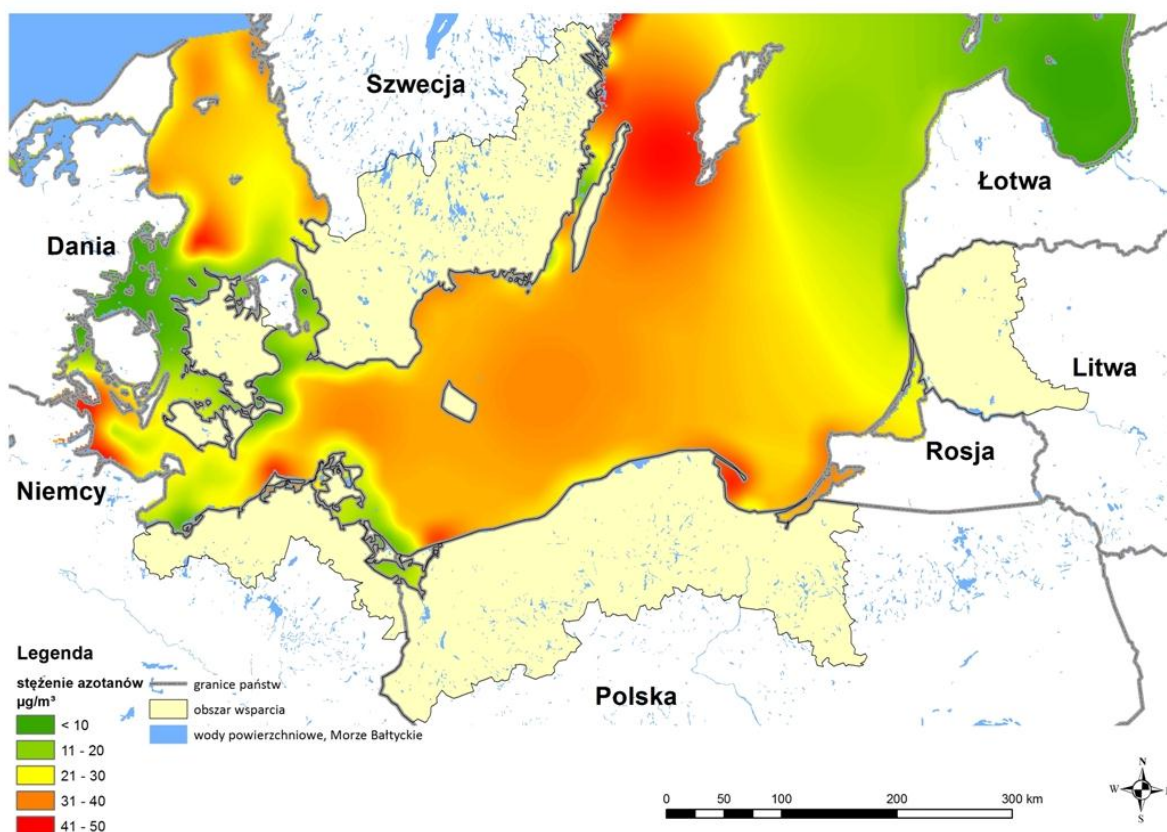 Szwecja
Łotwa
Dania
Litwa
Rosja
Niemcy
Polska
Legenda
stężenie azotanów
µg/m³
< 10
11 - 20
21 - 30
31 - 40
41 - 50
granice państw
obszar wsparcia
wody powierzchniowe, Morze Bałtyckie
0 50 100 200 300 km
N
W E
S